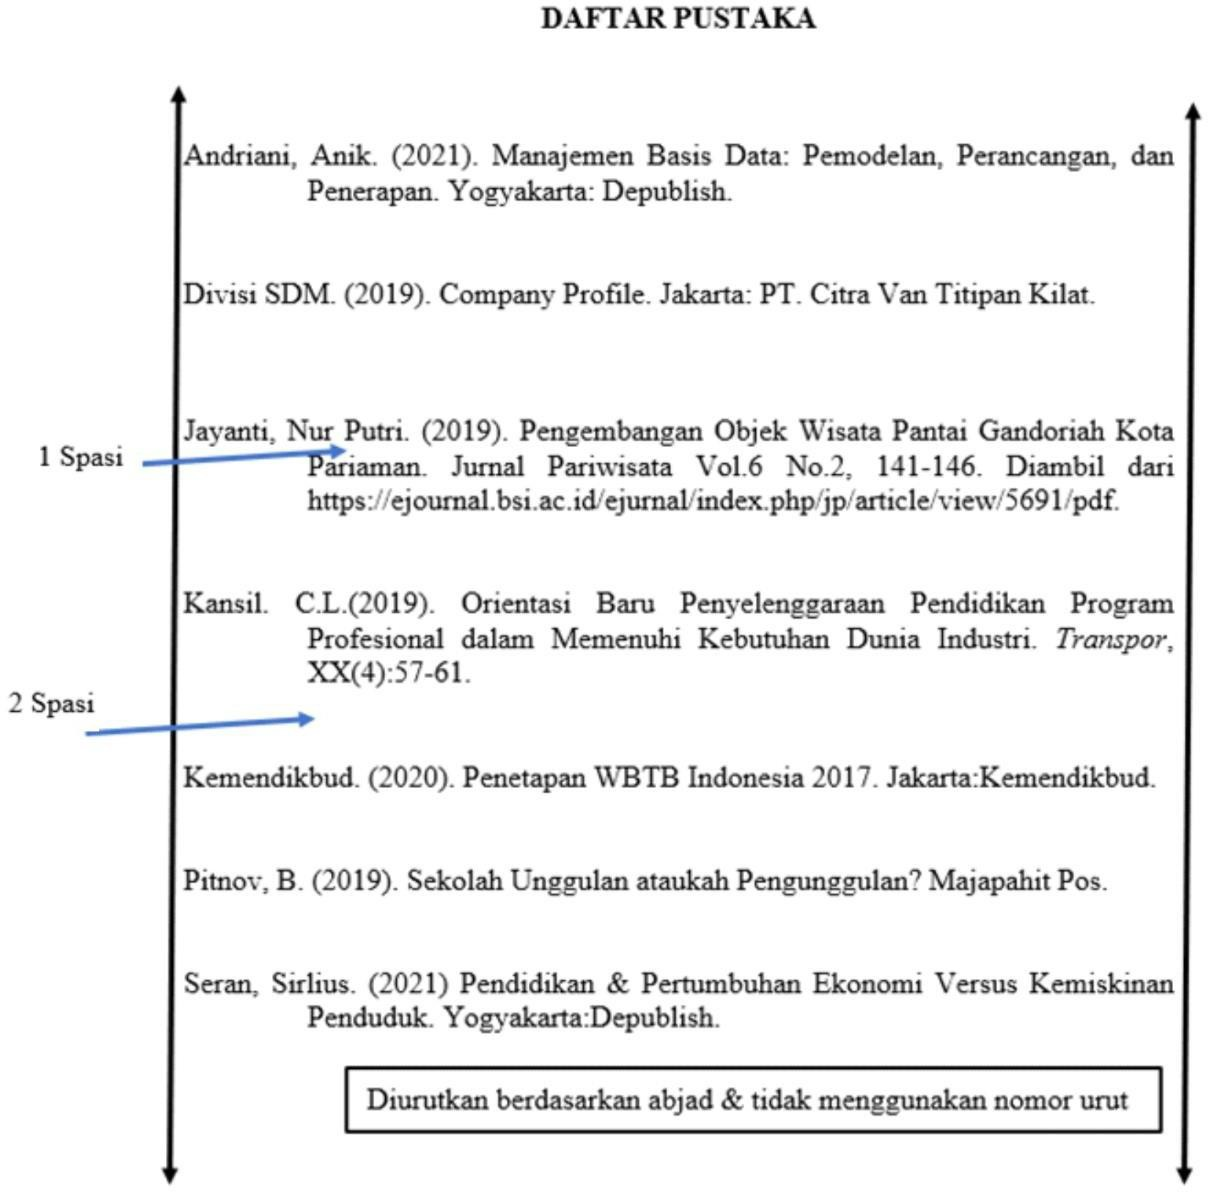 DAFTAR PUSTAKA
Andriani, Anik. (2021). Manajemen Basis Data: Pemodelan, Perancangan, dan
Penerapan. Yogyakarta: Depublish.
Divisi SDM. (2019). Company Profile. Jakarta: PT. Citra Van Titipan Kilat.
1 Spasi
Jayanti, Nur Putri. (2019). Pengembangan Objek Wisata Pantai Gandoriah Kota
Pariaman. Jurnal Pariwisata Vol.6 No.2, 141-146. Diambil dari
https://ejournal.bsi.ac.id/ejurnal/index.php/jp/article/view/5691/pdf.
Kansil. C.L.(2019). Orientasi Baru Penyelenggaraan Pendidikan Program
Profesional dalam Memenuhi Kebutuhan Dunia Industri. Transpor,
XX(4):57-61.
2 Spasi
Kemendikbud. (2020). Penetapan WBTB Indonesia 2017. Jakarta:Kemendikbud.
Pitnov, B. (2019). Sekolah Unggulan ataukah Pengunggulan? Majapahit Pos.
Seran, Sirlius. (2021) Pendidikan & Pertumbuhan Ekonomi Versus Kemiskinan
Penduduk. Yogyakarta:Depublish.
Diurutkan berdasarkan abjad & tidak menggunakan nomor urut